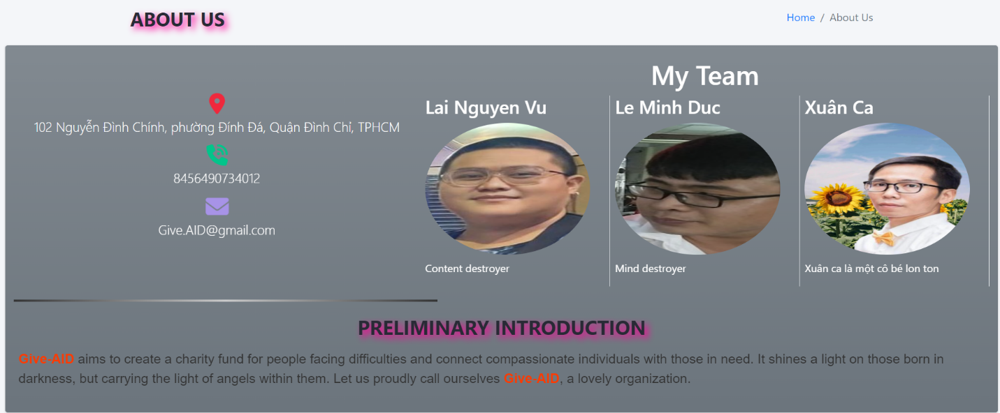 ABOUT US
Home / About Us
102 Nguyễn Đình Chính, phường Đính Đá, Quận Đình Chỉ, TPHCM
8456490734012
Give.AID@gmail.com
My Team
Lai Nguyen Vu
Content destroyer
Le Minh Duc
Mind destroyer
Xuân Ca
Xuân ca là một cô bé lon ton
PRELIMINARY INTRODUCTION
Give-AID aims to create a charity fund for people facing difficulties and connect compassionate individuals with those in need. It shines a light on those born in
darkness, but carrying the light of angels within them. Let us proudly call ourselves Give-AID, a lovely organization.